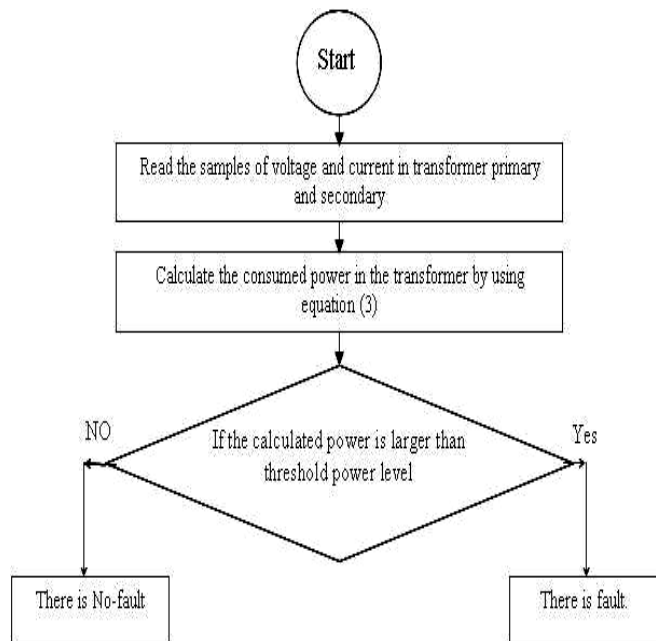 Start
Read the samples of voltage and current in transformer primary
and secondary
Calculate the consumed power in the transformer by using
equation (3)
If the calculated power is larger than
threshold power level
NO
Yes
There is No-fault
There is fault.